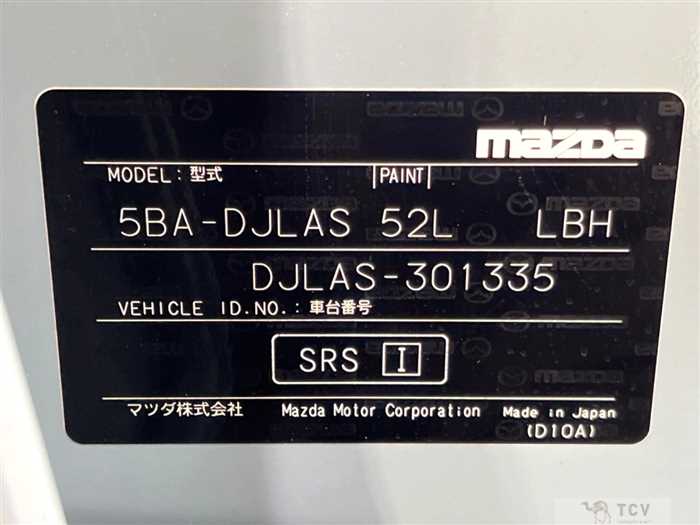 mazda
MODEL: 型式 |PAINT|
5BA-DJLAS 52L LBH
DJLAS-301335
VEHICLE ID.NO.: 車台番号
SRS I
マツダ株式会社 Mazda Motor Corporation Made in Japan
(D10A)
TCV